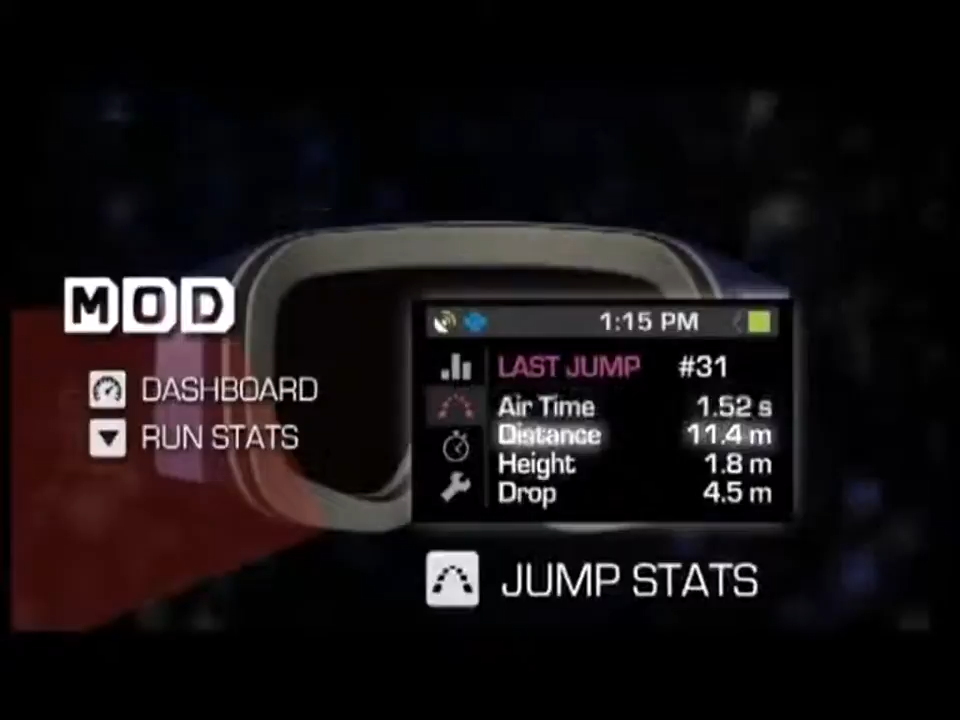 MOD
DASHBOARD
RUN STATS
1:15 PM
LAST JUMP #31
Air Time 1.52 s
Distance 11.4 m
Height 1.8 m
Drop 4.5 m
JUMP STATS